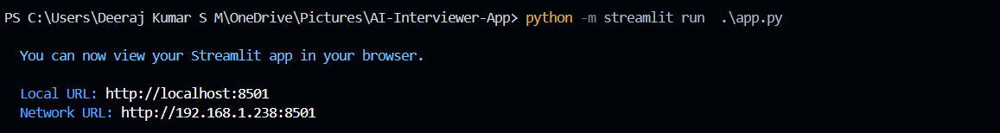 PS C:\Users\Deeraj Kumar S M\OneDrive\Pictures\AI-Interviewer-App> python -m streamlit run  .\app.py
You can now view your Streamlit app in your browser.
Local URL: http://localhost:8501
Network URL: http://192.168.1.238:8501